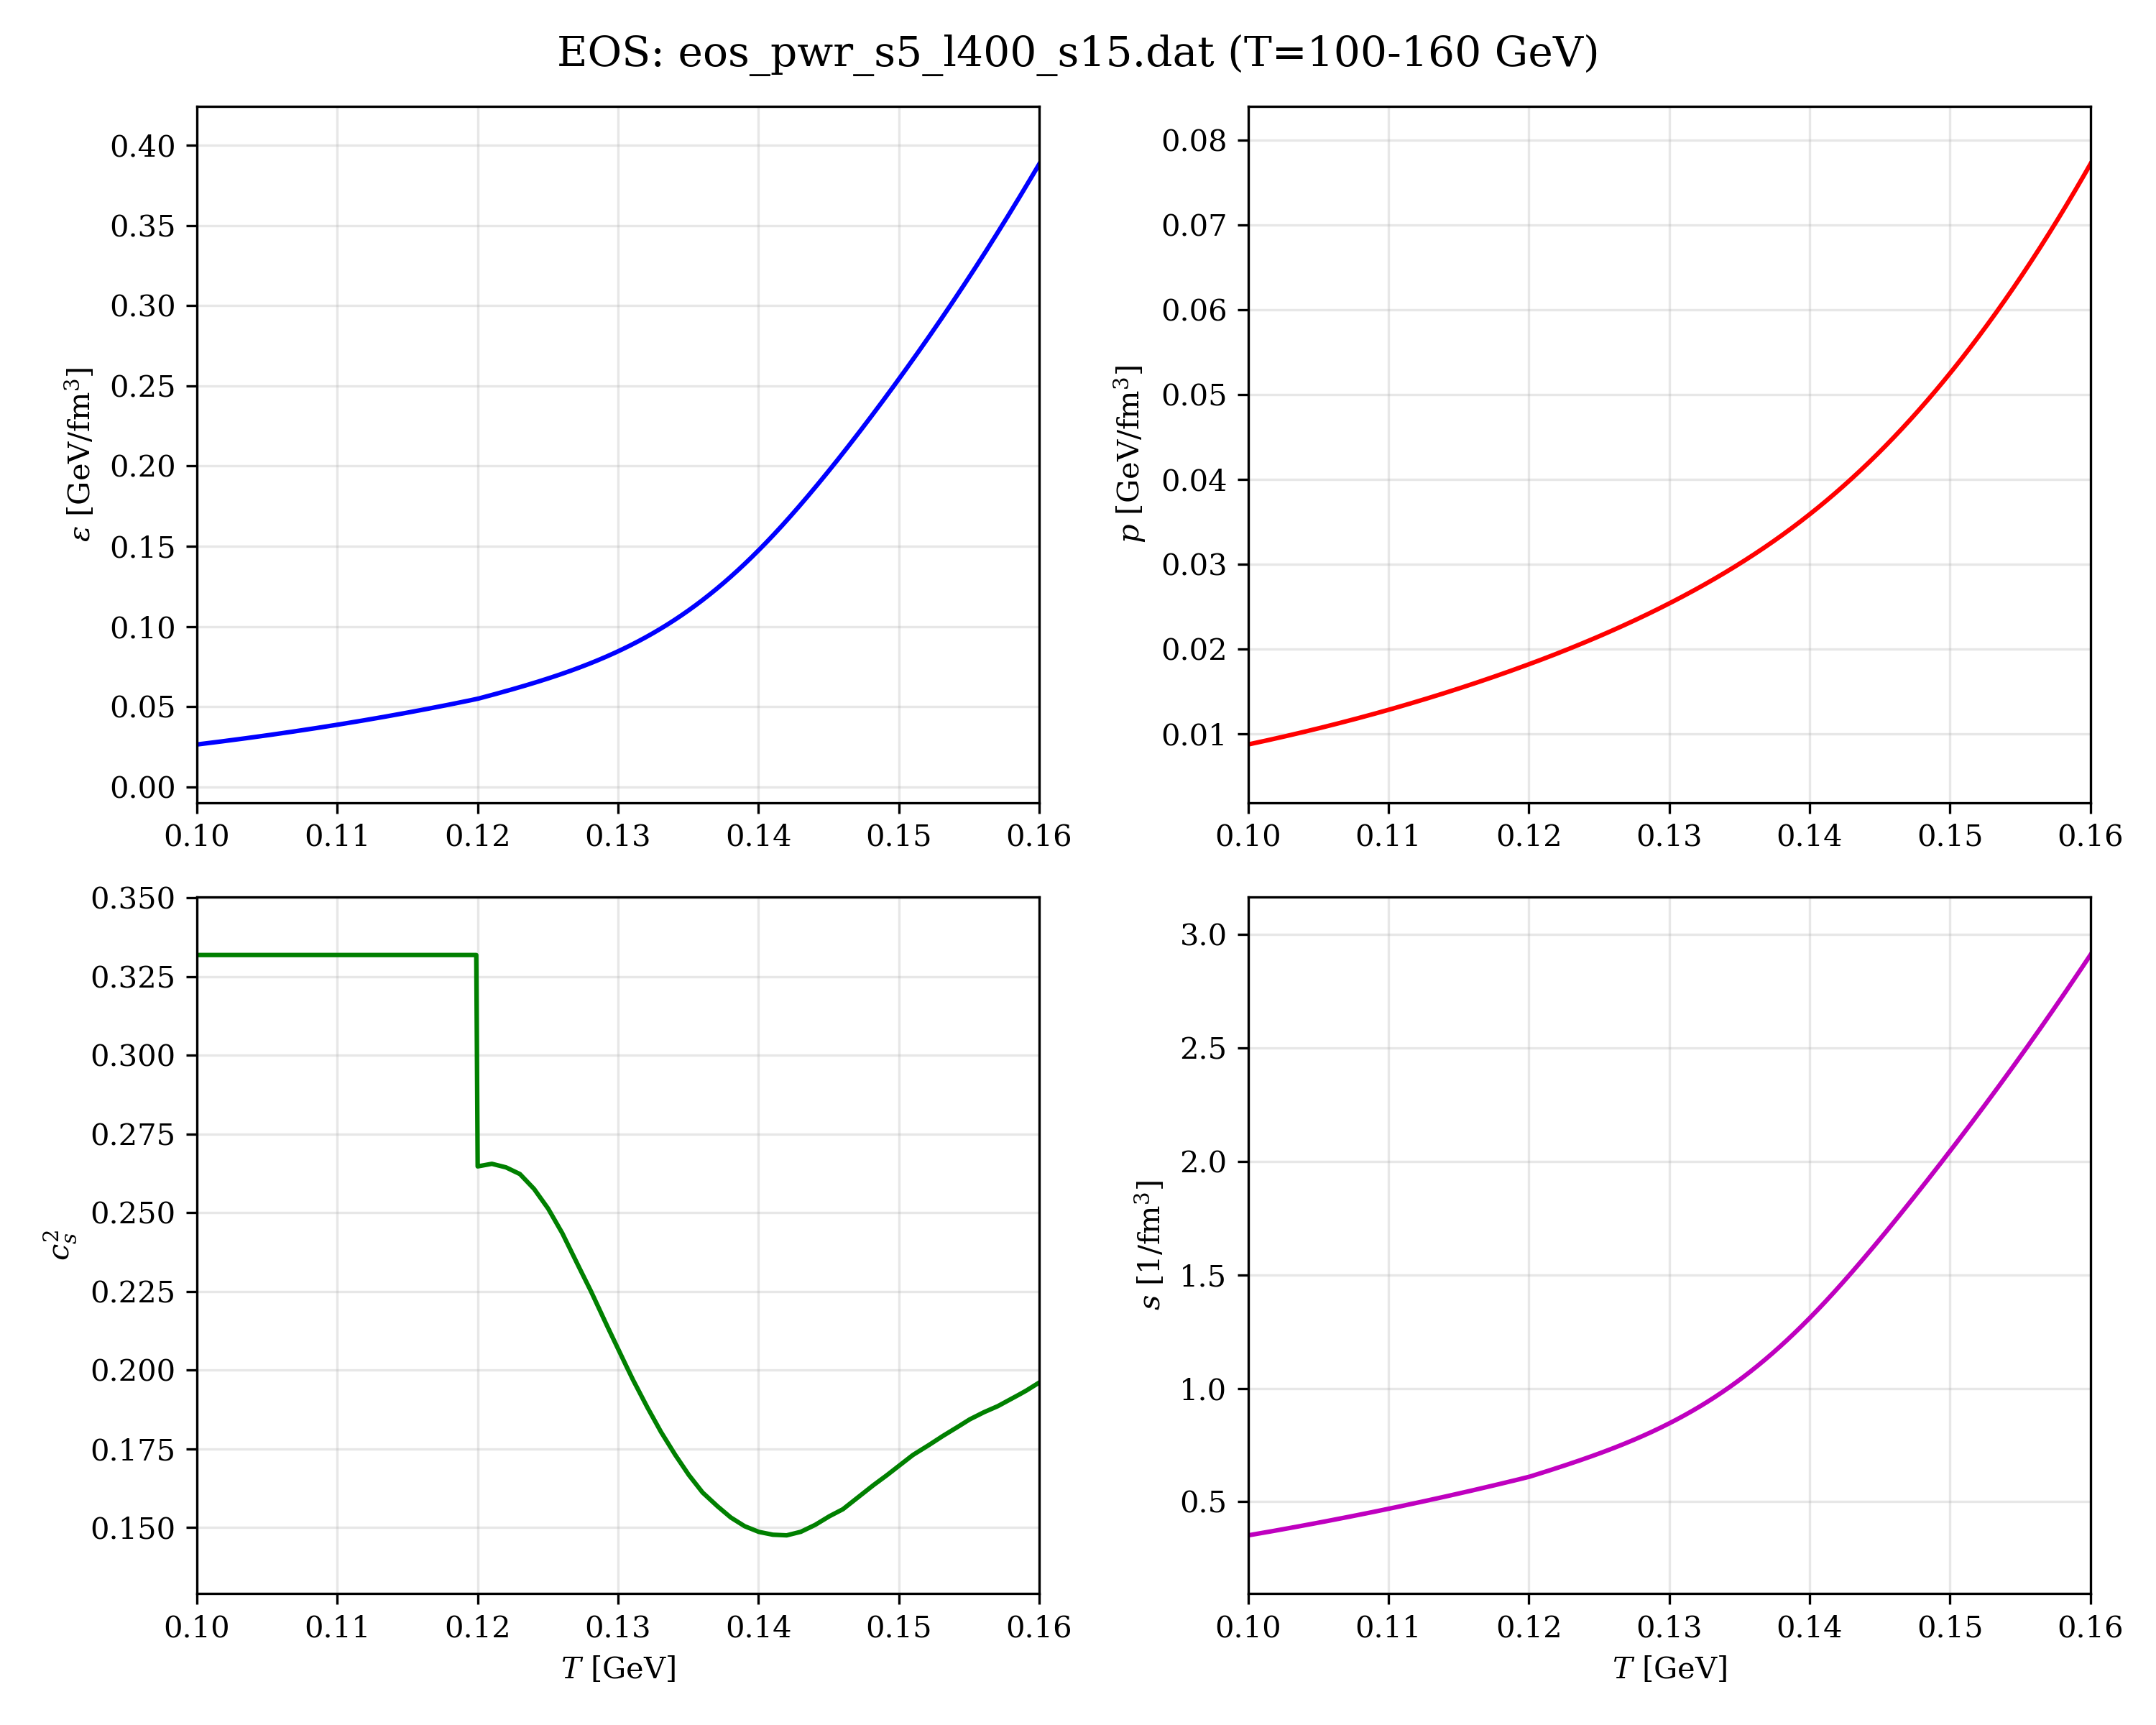 EOS: eos_pwr_s5_l400_s15.dat (T=100-160 GeV)
ε [GeV/fm³]
0.40
0.35
0.30
0.25
0.20
0.15
0.10
0.05
0.00
0.10 0.11 0.12 0.13 0.14 0.15 0.16
p [GeV/fm³]
0.08
0.07
0.06
0.05
0.04
0.03
0.02
0.01
0.10 0.11 0.12 0.13 0.14 0.15 0.16
c_s^2
0.350
0.325
0.300
0.275
0.250
0.225
0.200
0.175
0.150
0.10 0.11 0.12 0.13 0.14 0.15 0.16
T [GeV]
s [1/fm³]
3.0
2.5
2.0
1.5
1.0
0.5
0.10 0.11 0.12 0.13 0.14 0.15 0.16
T [GeV]